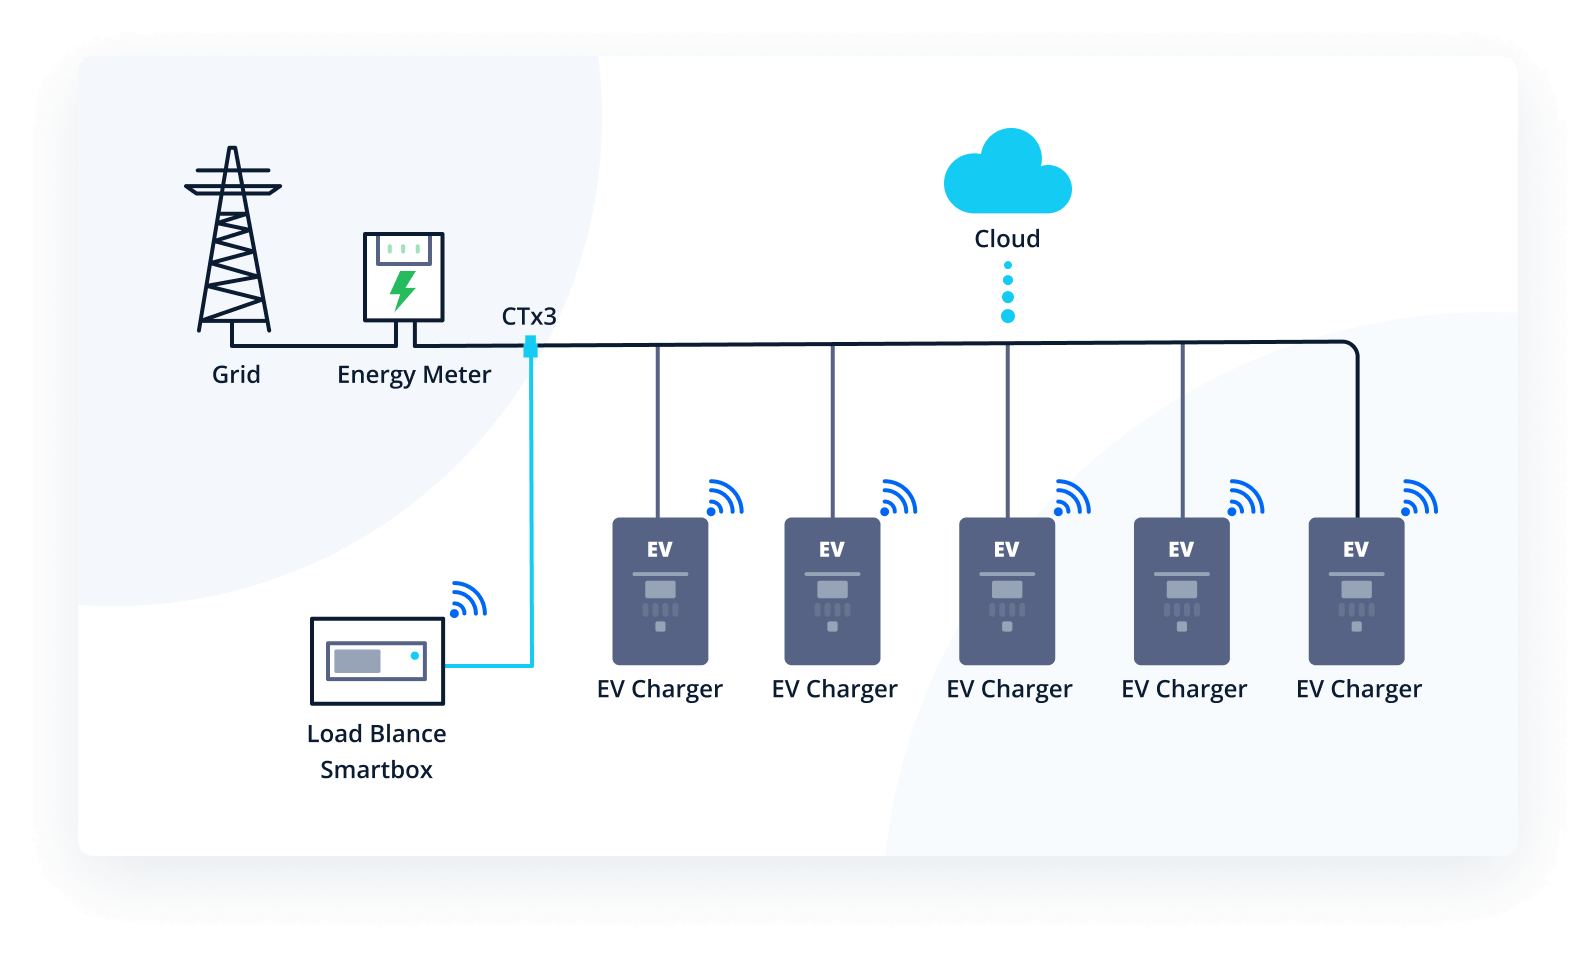 Cloud
CTx3
Grid
Energy Meter
EV
EV
EV
EV
EV
EV Charger
EV Charger
EV Charger
EV Charger
EV Charger
Load Blance
Smartbox